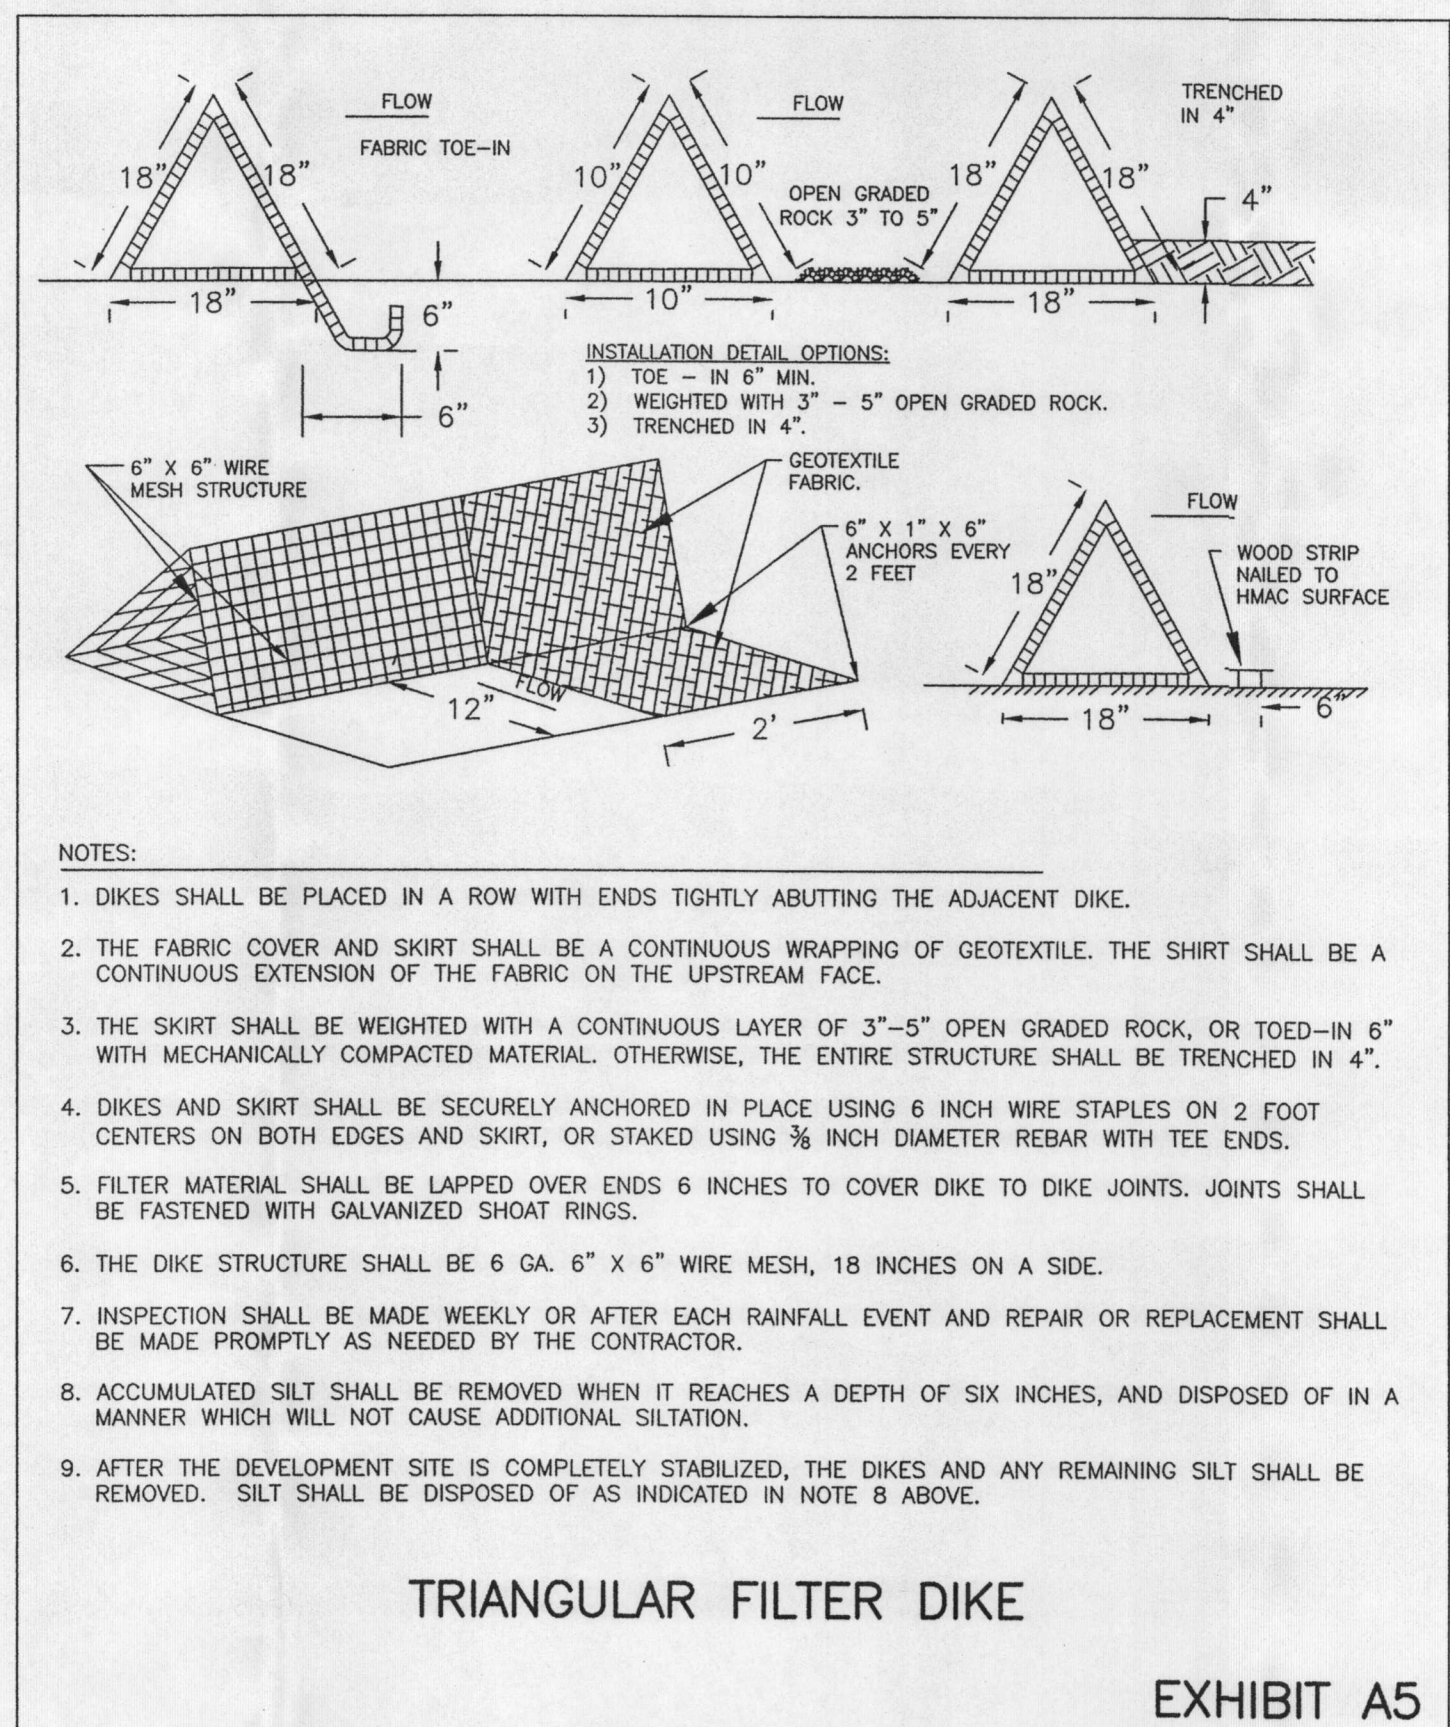 FLOW
FABRIC TOE-IN
18"
18"
18"
6"
6"
FLOW
10"
10"
10"
OPEN GRADED
ROCK 3" TO 5"
TRENCHED
IN 4"
18"
18"
18"
4"
INSTALLATION DETAIL OPTIONS:
1) TOE - IN 6" MIN.
2) WEIGHTED WITH 3" - 5" OPEN GRADED ROCK.
3) TRENCHED IN 4".
6" X 6" WIRE
MESH STRUCTURE
GEOTEXTILE
FABRIC.
6" X 1" X 6"
ANCHORS EVERY
2 FEET
FLOW
12"
2'
FLOW
18"
WOOD STRIP
NAILED TO
HMAC SURFACE
18"
6"
NOTES:
1. DIKES SHALL BE PLACED IN A ROW WITH ENDS TIGHTLY ABUTTING THE ADJACENT DIKE.
2. THE FABRIC COVER AND SKIRT SHALL BE A CONTINUOUS WRAPPING OF GEOTEXTILE. THE SHIRT SHALL BE A
CONTINUOUS EXTENSION OF THE FABRIC ON THE UPSTREAM FACE.
3. THE SKIRT SHALL BE WEIGHTED WITH A CONTINUOUS LAYER OF 3"-5" OPEN GRADED ROCK, OR TOED-IN 6"
WITH MECHANICALLY COMPACTED MATERIAL. OTHERWISE, THE ENTIRE STRUCTURE SHALL BE TRENCHED IN 4".
4. DIKES AND SKIRT SHALL BE SECURELY ANCHORED IN PLACE USING 6 INCH WIRE STAPLES ON 2 FOOT
CENTERS ON BOTH EDGES AND SKIRT, OR STAKED USING ⅜ INCH DIAMETER REBAR WITH TEE ENDS.
5. FILTER MATERIAL SHALL BE LAPPED OVER ENDS 6 INCHES TO COVER DIKE TO DIKE JOINTS. JOINTS SHALL
BE FASTENED WITH GALVANIZED SHOAT RINGS.
6. THE DIKE STRUCTURE SHALL BE 6 GA. 6" X 6" WIRE MESH, 18 INCHES ON A SIDE.
7. INSPECTION SHALL BE MADE WEEKLY OR AFTER EACH RAINFALL EVENT AND REPAIR OR REPLACEMENT SHALL
BE MADE PROMPTLY AS NEEDED BY THE CONTRACTOR.
8. ACCUMULATED SILT SHALL BE REMOVED WHEN IT REACHES A DEPTH OF SIX INCHES, AND DISPOSED OF IN A
MANNER WHICH WILL NOT CAUSE ADDITIONAL SILTATION.
9. AFTER THE DEVELOPMENT SITE IS COMPLETELY STABILIZED, THE DIKES AND ANY REMAINING SILT SHALL BE
REMOVED. SILT SHALL BE DISPOSED OF AS INDICATED IN NOTE 8 ABOVE.
TRIANGULAR FILTER DIKE
EXHIBIT A5